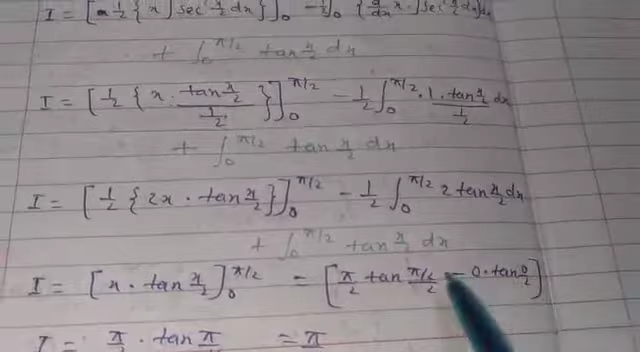 I = [ 1/2 { x ∫ sec² x/2 dx } ]₀ - 1/2 ∫₀ { d/dx x · ∫ sec² x/2 dx } dx
+ ∫₀^π/2 tan x/2 dx
I = [ 1/2 { x · (tan x/2)/(1/2) } ]₀^π/2 - 1/2 ∫₀^π/2 · 1 · (tan x/2)/(1/2) dx
+ ∫₀^π/2 tan x/2 dx
I = [ 1/2 { 2x · tan x/2 } ]₀^π/2 - 1/2 ∫₀^π/2 2 tan x/2 dx
+ ∫₀^π/2 tan x/2 dx
I = [ x · tan x/2 ]₀^π/2 = [ π/2 tan (π/2)/2 - 0 · tan 0/2 ]
I = π/2 · tan π = π